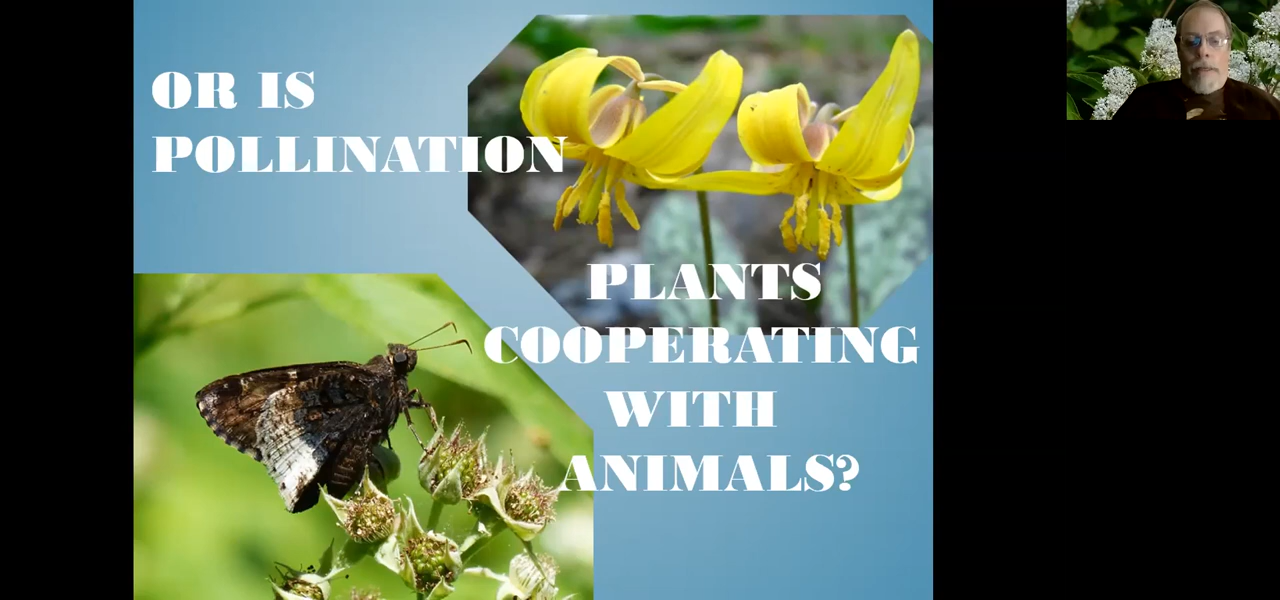 OR IS
POLLINATION
PLANTS
COOPERATING
WITH
ANIMALS?